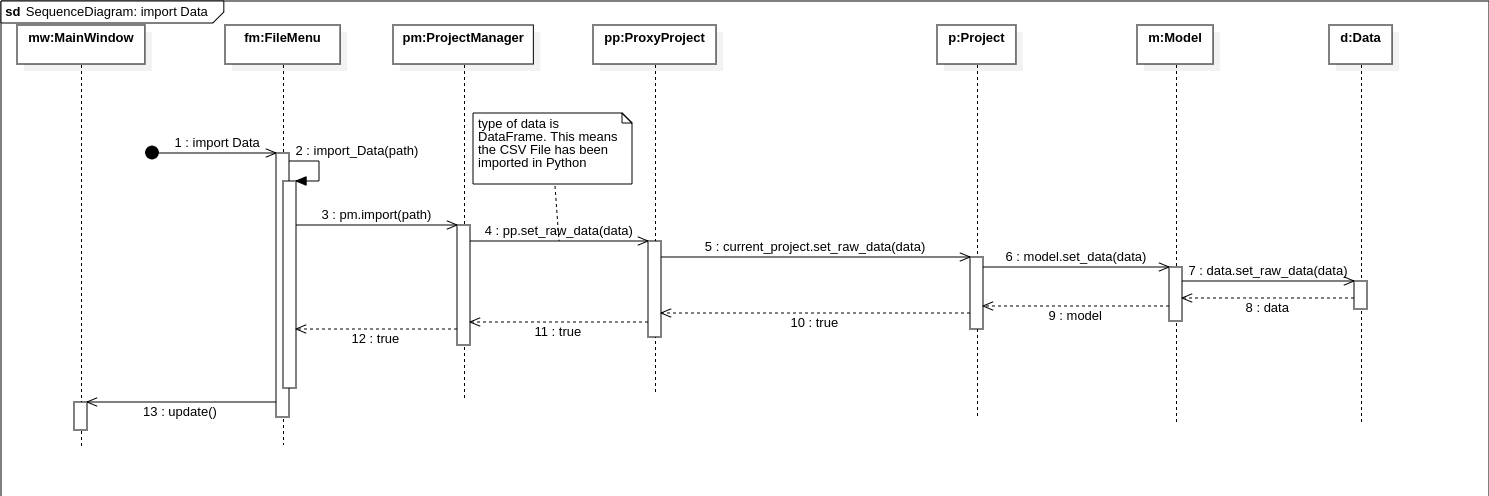 sd SequenceDiagram: import Data
mw:MainWindow
fm:FileMenu
pm:ProjectManager
pp:ProxyProject
p:Project
m:Model
d:Data
type of data is
DataFrame. This means
the CSV File has been
imported in Python
1 : import Data
2 : import_Data(path)
3 : pm.import(path)
4 : pp.set_raw_data(data)
5 : current_project.set_raw_data(data)
6 : model.set_data(data)
7 : data.set_raw_data(data)
8 : data
9 : model
10 : true
11 : true
12 : true
13 : update()